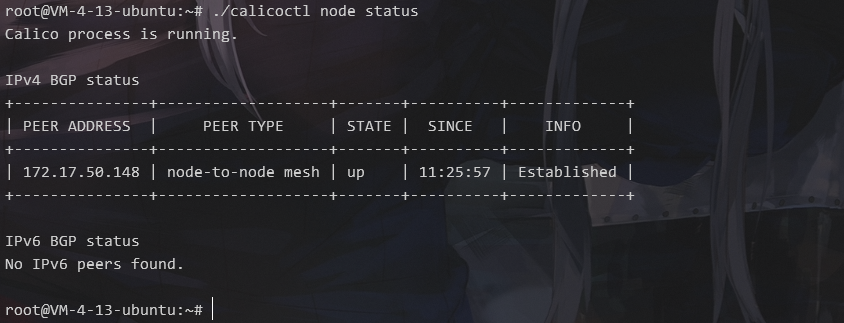 root@VM-4-13-ubuntu:~# ./calicoctl node status
Calico process is running.

IPv4 BGP status
+---------------+-------------------+-------+----------+-------------+
| PEER ADDRESS  |     PEER TYPE     | STATE |  SINCE   |    INFO     |
+---------------+-------------------+-------+----------+-------------+
| 172.17.50.148 | node-to-node mesh | up    | 11:25:57 | Established |
+---------------+-------------------+-------+----------+-------------+

IPv6 BGP status
No IPv6 peers found.

root@VM-4-13-ubuntu:~#